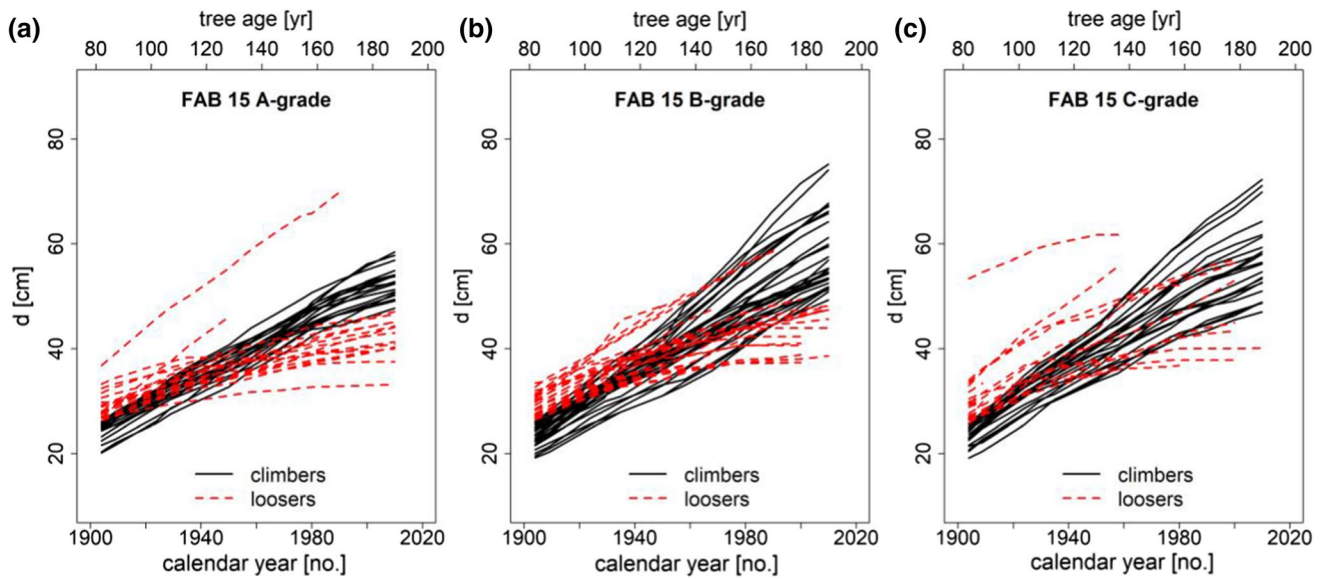 (a)
tree age [yr]
80 100 120 140 160 180 200
FAB 15 A-grade
d [cm]
80
60
40
20
climbers
loosers
1900 1940 1980 2020
calendar year [no.]
(b)
tree age [yr]
80 100 120 140 160 180 200
FAB 15 B-grade
d [cm]
80
60
40
20
climbers
loosers
1900 1940 1980 2020
calendar year [no.]
(c)
tree age [yr]
80 100 120 140 160 180 200
FAB 15 C-grade
d [cm]
80
60
40
20
climbers
loosers
1900 1940 1980 2020
calendar year [no.]